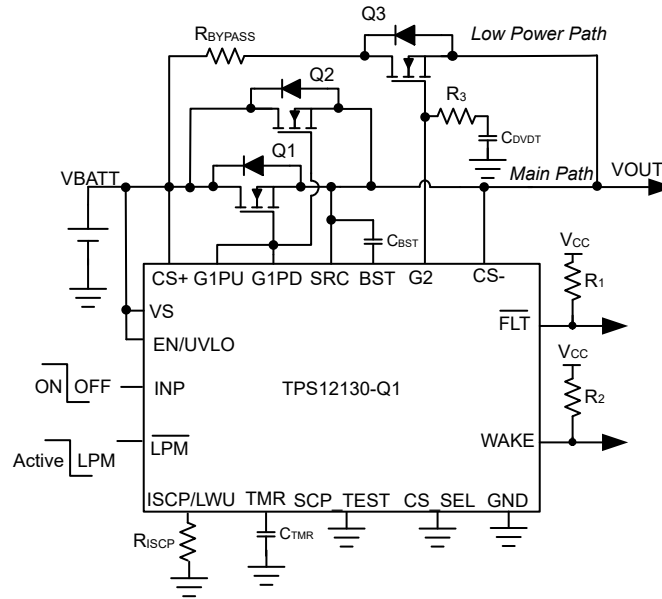 Q3
Low Power Path
RBYPASS
Q2
R3
CDVDT
Q1
VBATT
Main Path
VOUT
CBST
VCC
R1
CS+ G1PU G1PD SRC BST G2 CS-
VS
FLT
EN/UVLO
VCC
ON OFF
INP
TPS12130-Q1
R2
Active LPM
LPM
WAKE
ISCP/LWU TMR SCP_TEST CS_SEL GND
RISCP
CTMR